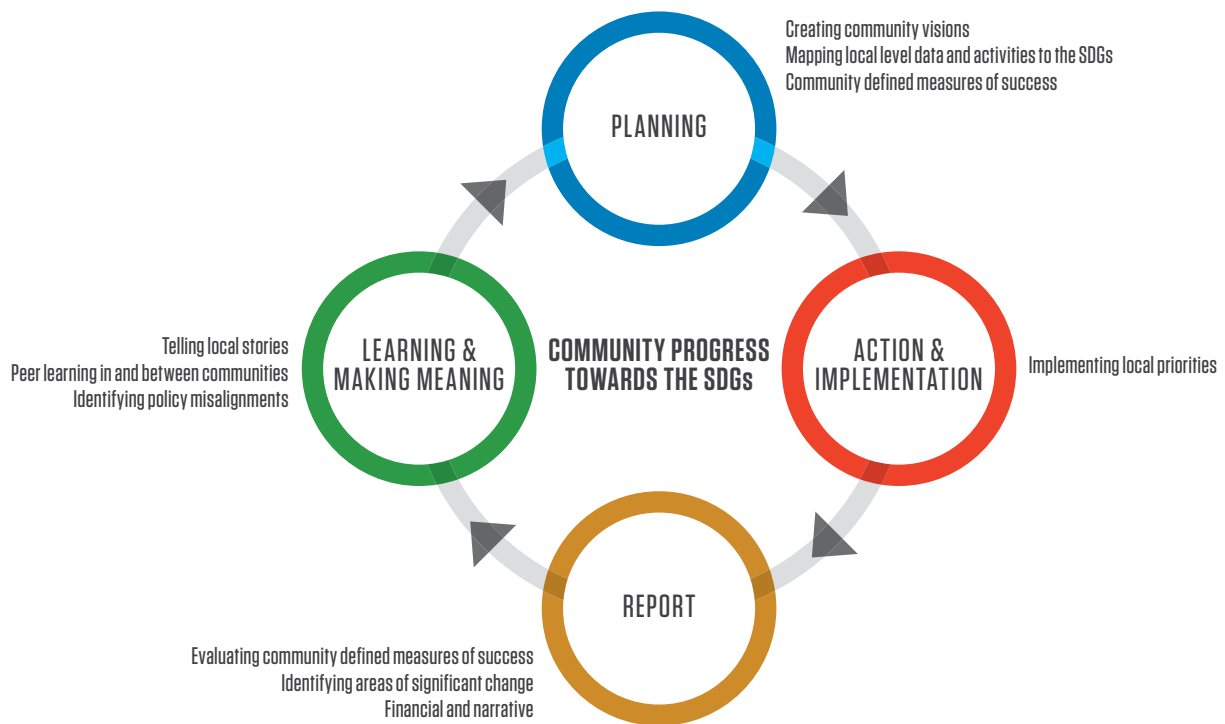 Creating community visions
Mapping local level data and activities to the SDGs
Community defined measures of success
PLANNING
Telling local stories
Peer learning in and between communities
Identifying policy misalignments
LEARNING &
MAKING MEANING
COMMUNITY PROGRESS
TOWARDS THE SDGs
ACTION &
IMPLEMENTATION
Implementing local priorities
REPORT
Evaluating community defined measures of success
Identifying areas of significant change
Financial and narrative